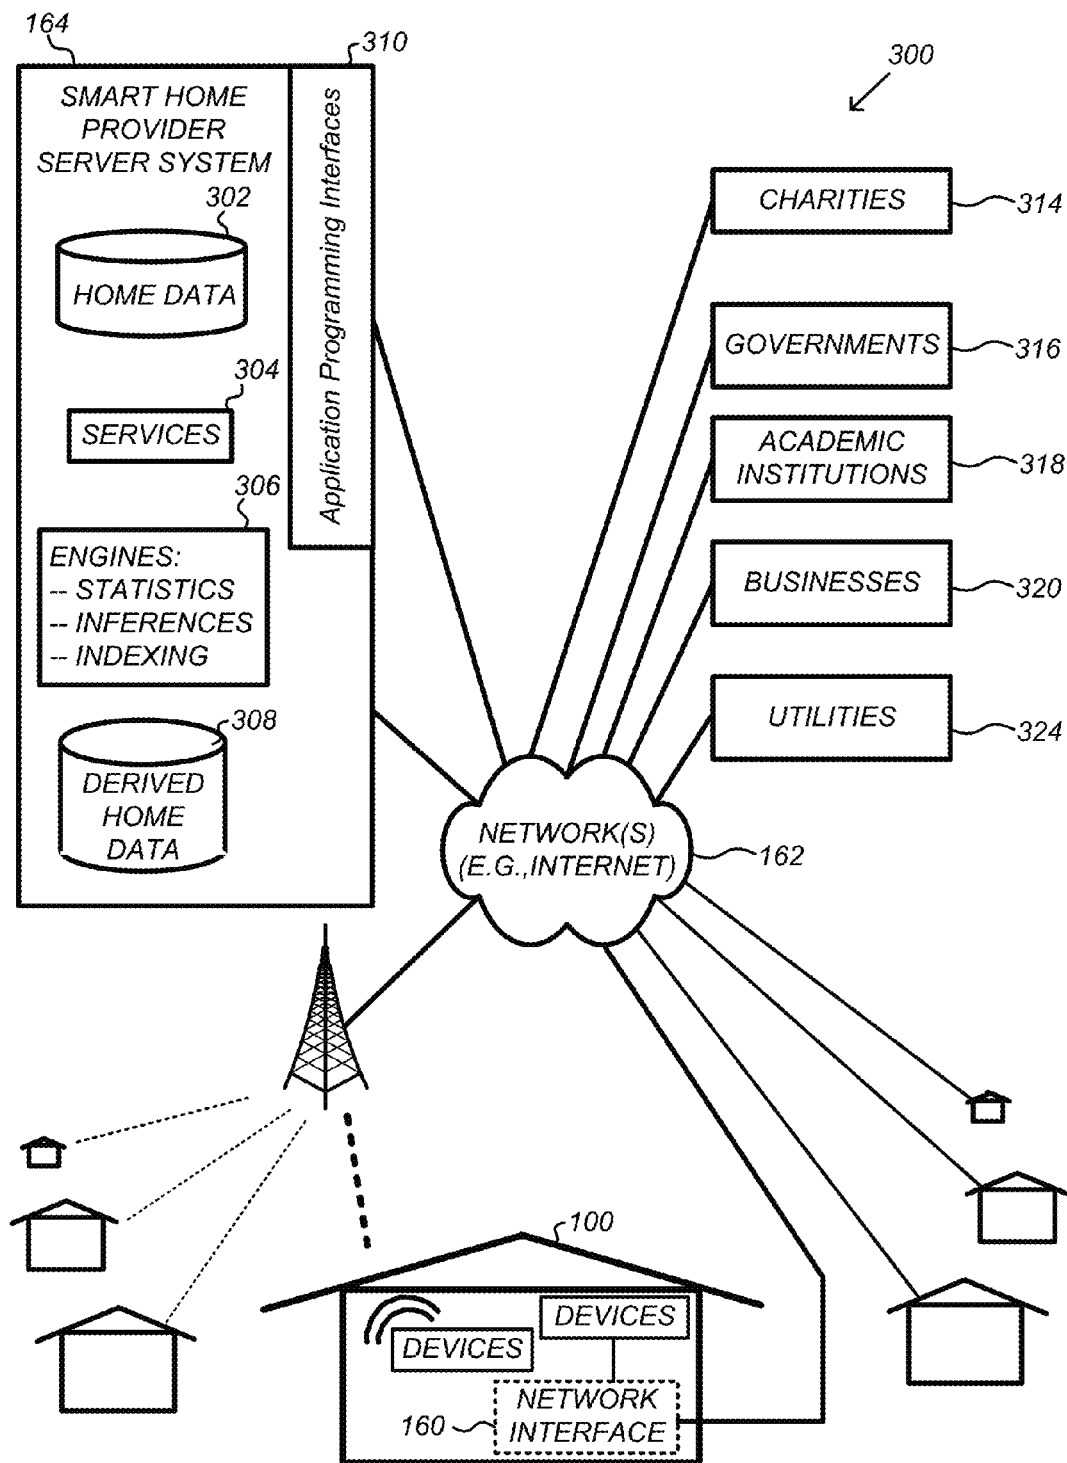 164
310
300
SMART HOME
PROVIDER
SERVER SYSTEM
Application Programming Interfaces
302
HOME DATA
304
SERVICES
306
ENGINES:
-- STATISTICS
-- INFERENCES
-- INDEXING
308
DERIVED
HOME
DATA
CHARITIES
314
GOVERNMENTS
316
ACADEMIC
INSTITUTIONS
318
BUSINESSES
320
UTILITIES
324
NETWORK(S)
(E.G.,INTERNET)
162
100
DEVICES
DEVICES
NETWORK
INTERFACE
160